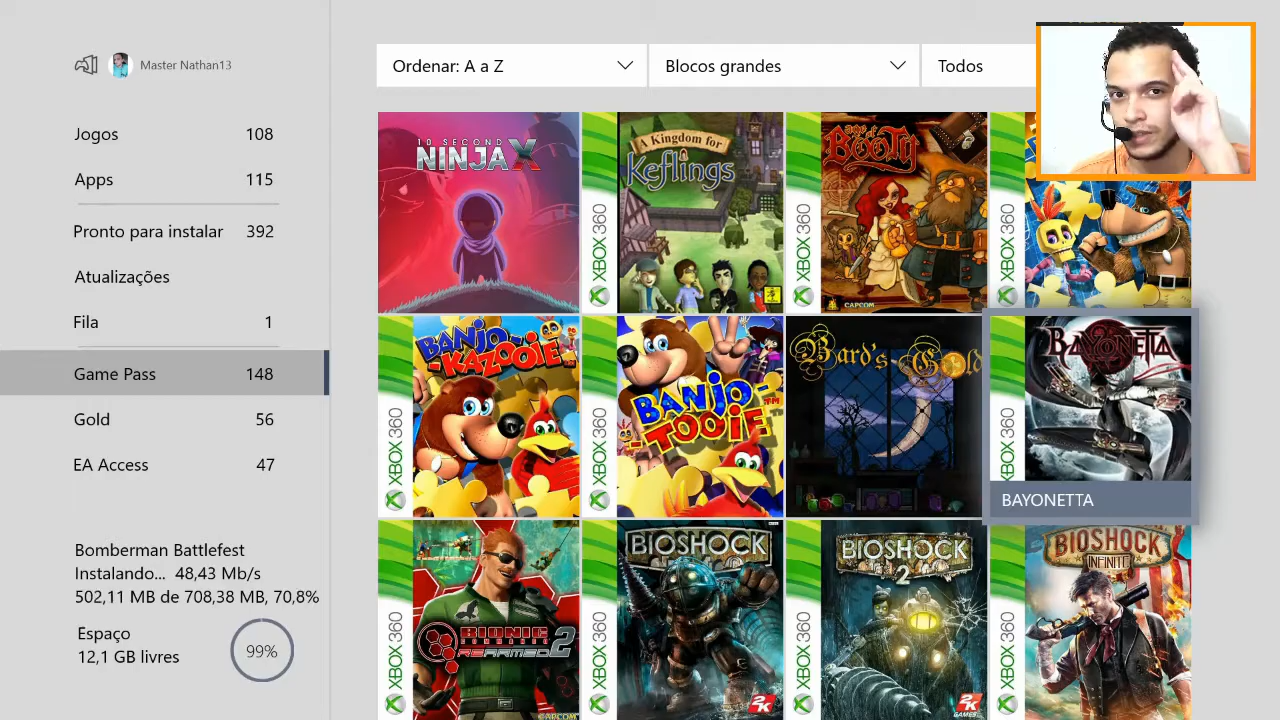 Master Nathan13
Jogos 108
Apps 115
Pronto para instalar 392
Atualizações
Fila 1
Game Pass 148
Gold 56
EA Access 47
Bomberman Battlefest
Instalando... 48,43 Mb/s
502,11 MB de 708,38 MB, 70,8%
Espaço
12,1 GB livres
99%
Ordenar: A a Z
Blocos grandes
Todos
10 SECOND
NINJA X
XBOX 360
A Kingdom for
Keflings
XBOX 360
age of
BOOTY
CAPCOM
XBOX 360
XBOX 360
BANJO-
KAZOOIE
XBOX 360
BANJO-
TOOIE
Bard's Gold
XBOX 360
BAYONETTA
BAYONETTA
XBOX 360
BIONIC
COMMANDO
REARMED 2
CAPCOM
XBOX 360
BIOSHOCK
2K
XBOX 360
BIOSHOCK
2
2K
GAMES
XBOX 360
BIOSHOCK
INFINITE